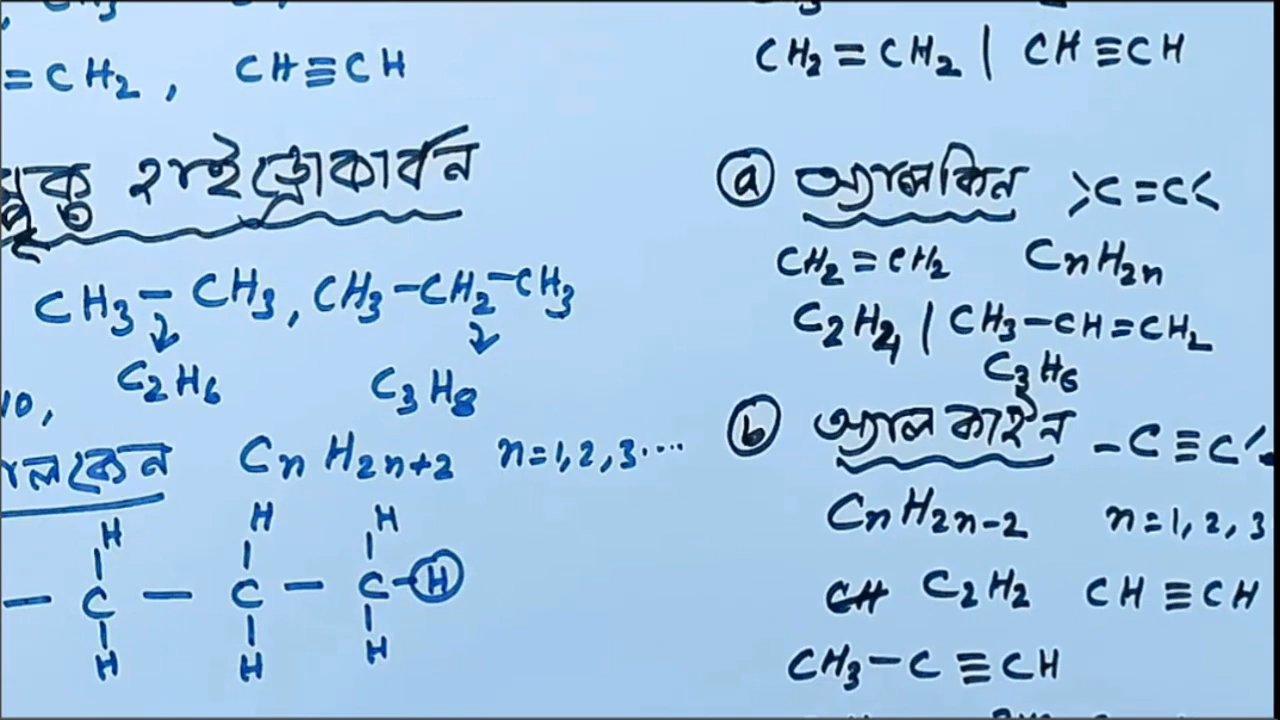 =CH₂, CH≡CH
হাইড্রোকার্বন
CH₃-CH₃, CH₃-CH₂-CH₃
C₂H₆ C₃H₈
10,
লকেন CₙH₂ₙ₊₂ n=1,2,3....
H H H
- C - C - C-H
H H H
CH₂=CH₂ | CH≡CH
ⓐ অ্যালকিন >C=C<
CH₂=CH₂ CₙH₂ₙ
C₂H₄ | CH₃-CH=CH₂
C₃H₆
ⓑ অ্যালকাইন -C≡C
CₙH₂ₙ₋₂ n=1,2,3
C₂H₂ CH≡CH
CH₃-C≡CH